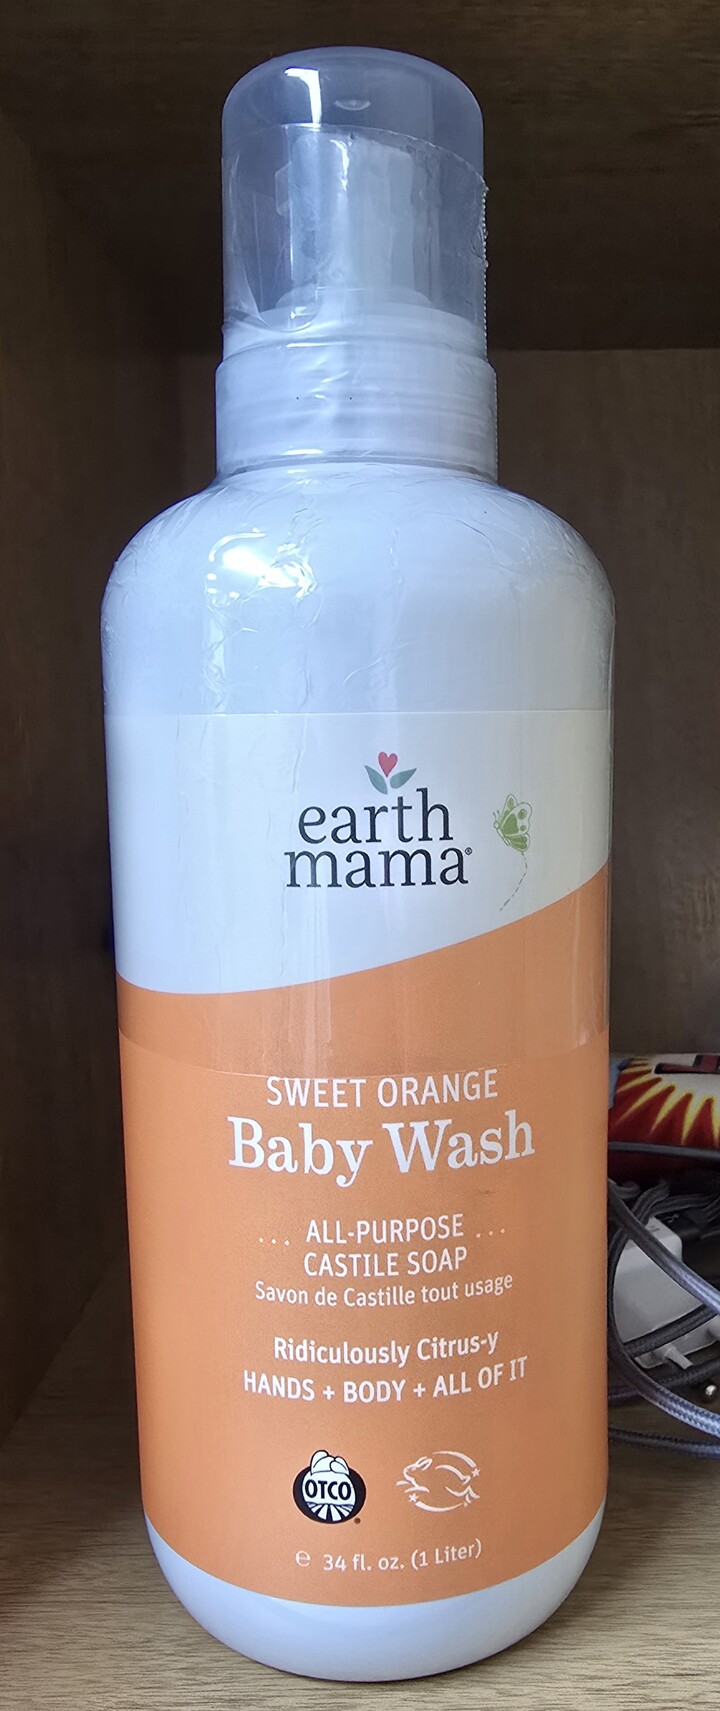 earth
mama®
SWEET ORANGE
Baby Wash
... ALL-PURPOSE ...
CASTILE SOAP
Savon de Castille tout usage
Ridiculously Citrus-y
HANDS + BODY + ALL OF IT
OTCO
℮ 34 fl. oz. (1 Liter)